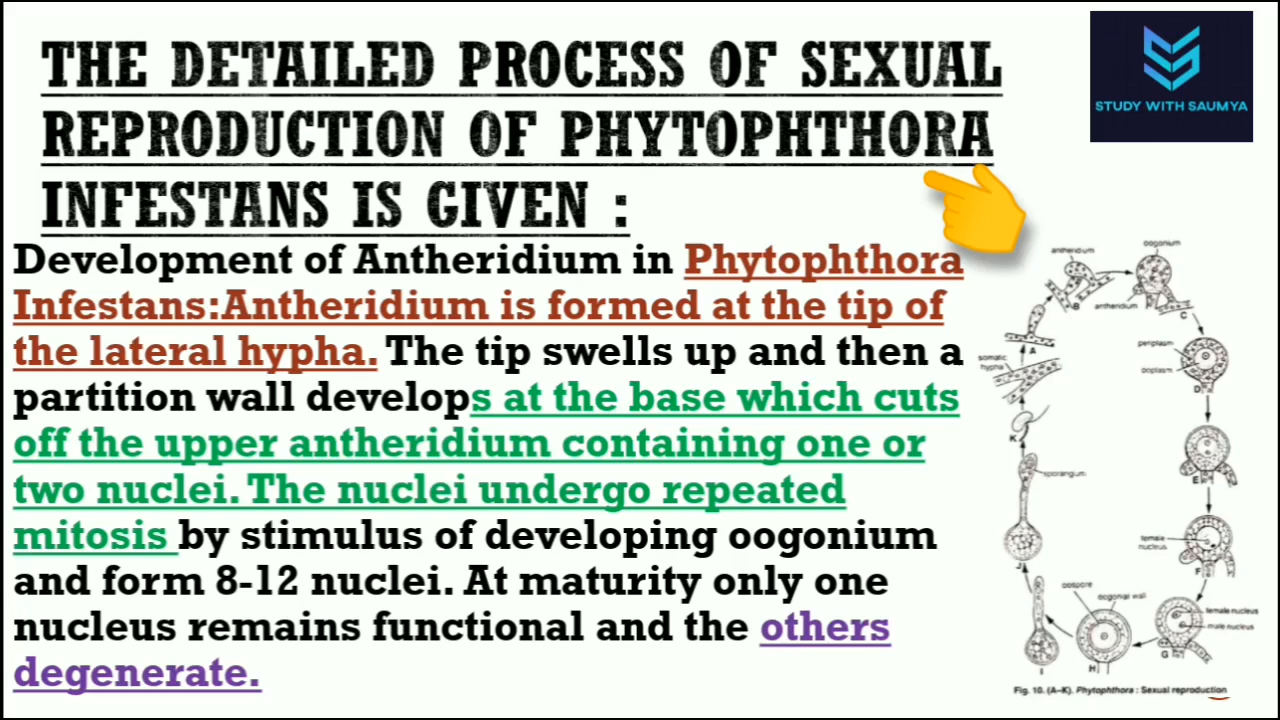 THE DETAILED PROCESS OF SEXUAL
REPRODUCTION OF PHYTOPHTHORA
INFESTANS IS GIVEN :
STUDY WITH SAUMYA
Development of Antheridium in Phytophthora
Infestans:Antheridium is formed at the tip of
the lateral hypha. The tip swells up and then a
partition wall develops at the base which cuts
off the upper antheridium containing one or
two nuclei. The nuclei undergo repeated
mitosis by stimulus of developing oogonium
and form 8-12 nuclei. At maturity only one
nucleus remains functional and the others
degenerate.
antheridium
oogonium
B
antheridium
C
A
somatic
hypha
periplasm
ooplasm
D
K
E
sporangium
female
nucleus
F
J
oospore
oogonial wall
female nucleus
male nucleus
G
H
I
Fig. 10. (A–K). Phytophthora : Sexual reproduction